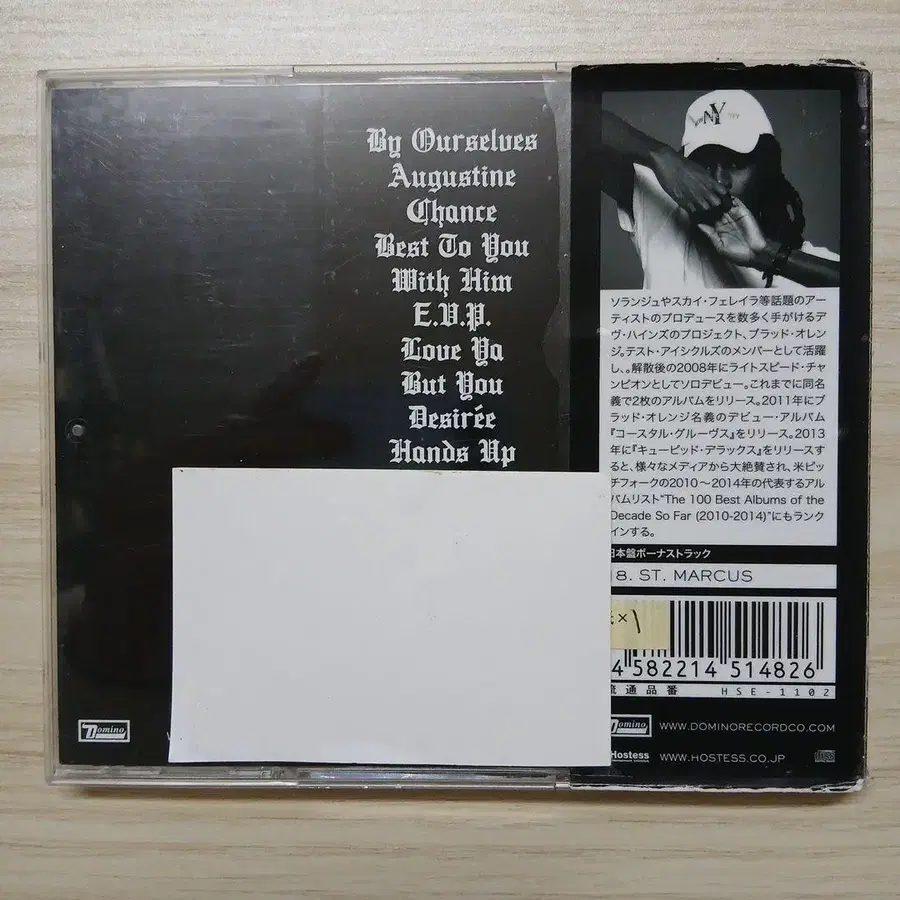 By Ourselves
Augustine
Chance
Best To You
With Him
E.V.P.
Love Ya
But You
Desirée
Hands Up
Domino
NY
ソランジュやスカイ・フェレイラ等話題のアー
ティストのプロデュースを数多く手がけるデ
ヴ・ハインズのプロジェクト、ブラッド・オレン
ジ。テスト・アイシクルズのメンバーとして活躍
し、。解散後の2008年にライトスピード・チャ
ンピオンとしてソロデビュー。これまでに同名
義で2枚のアルバムをリリース。2011年にブ
ラッド・オレンジ名義のデビュー・アルバム
『コースタル・グルーヴス』をリリース。2013
年に『キューピッド・デラックス』をリリースす
ると、様々なメディアから大絶賛され、米ピッ
チフォークの2010～2014年の代表するアル
バムリスト“The 100 Best Albums of the
Decade So Far (2010-2014)”にもランク
インする。
日本盤ボーナストラック
18. ST. MARCUS
×1
4 582214 514826
流通品番 HSE-1102
Domino WWW.DOMINORECORDCO.COM
Hostess WWW.HOSTESS.CO.JP